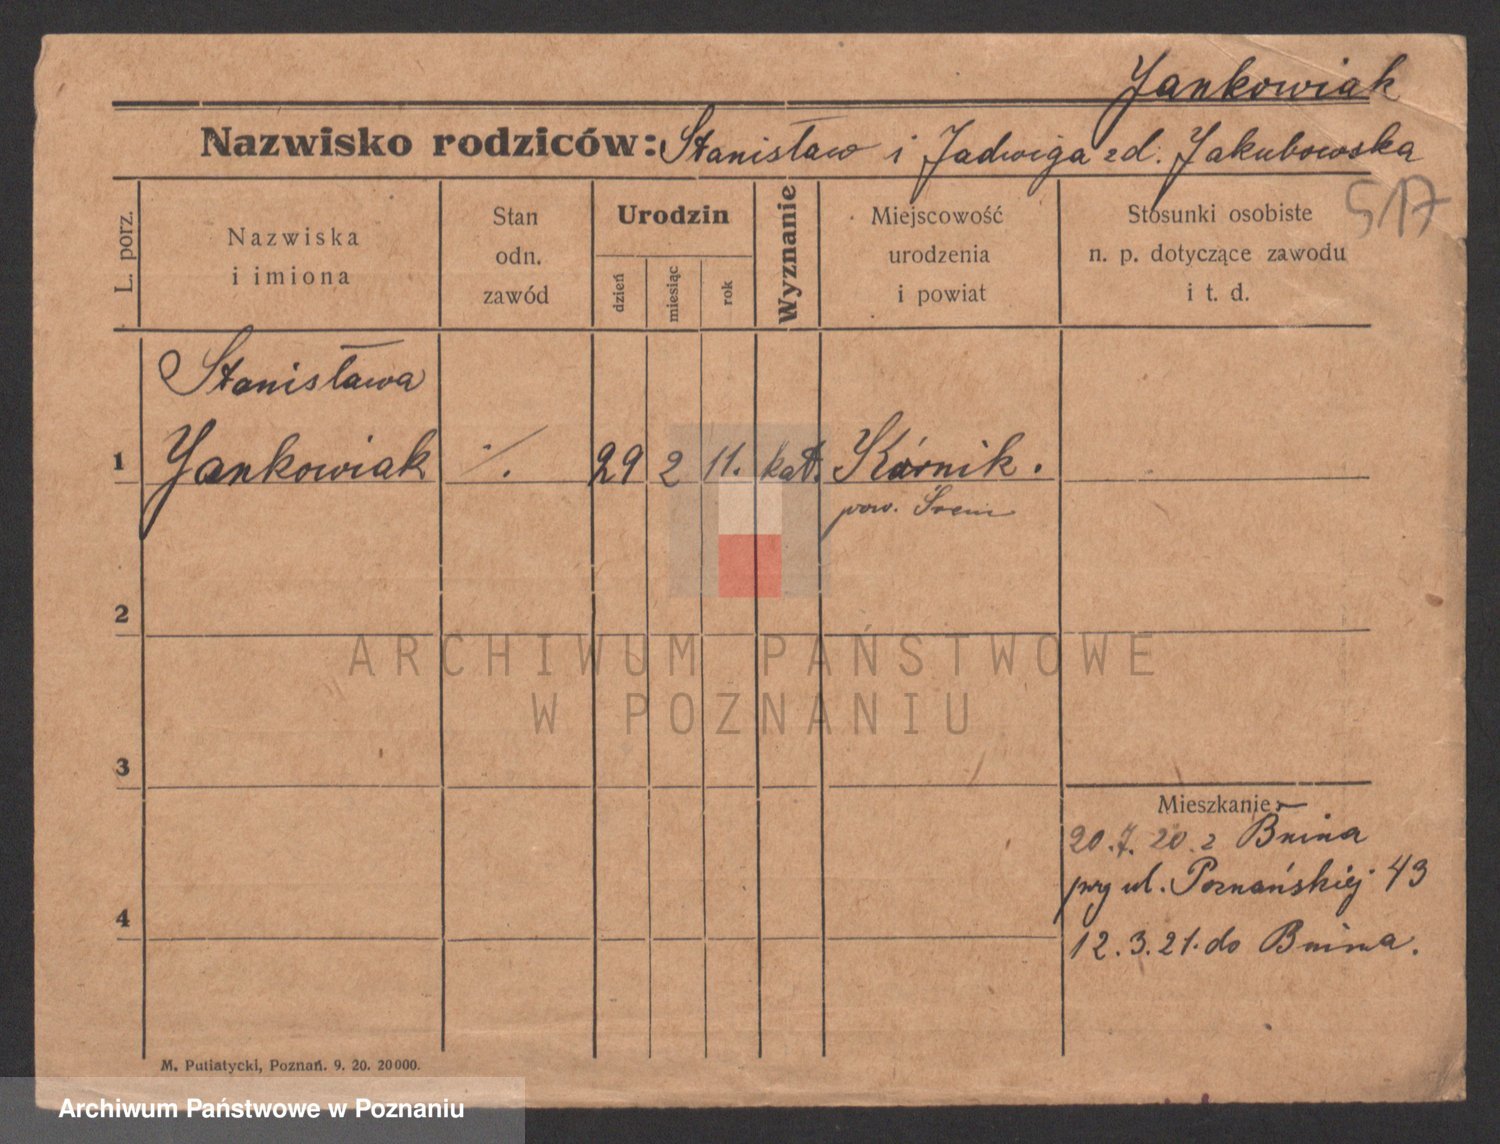 Jankowiak
Nazwisko rodziców: Stanisław i Jadwiga zd. Jakubowska
517
L. porz.
Nazwiska
i imiona
Stan
odn.
zawód
Urodzin
dzień
miesiąc
rok
Wyznanie
Miejscowość
urodzenia
i powiat
Stosunki osobiste
n. p. dotyczące zawodu
i t. d.
Stanisława
1 Jankowiak ·/. 29 2 11. kat. Kórnik.
pow. Śrem
2
ARCHIWUM PAŃSTWOWE
W POZNANIU
3
Mieszkanie
20.7.20. z Bnina
przy ul. Poznańskiej 43
4
12.3.21. do Bnina.
M. Putiatycki, Poznań. 9. 20. 20000.
Archiwum Państwowe w Poznaniu